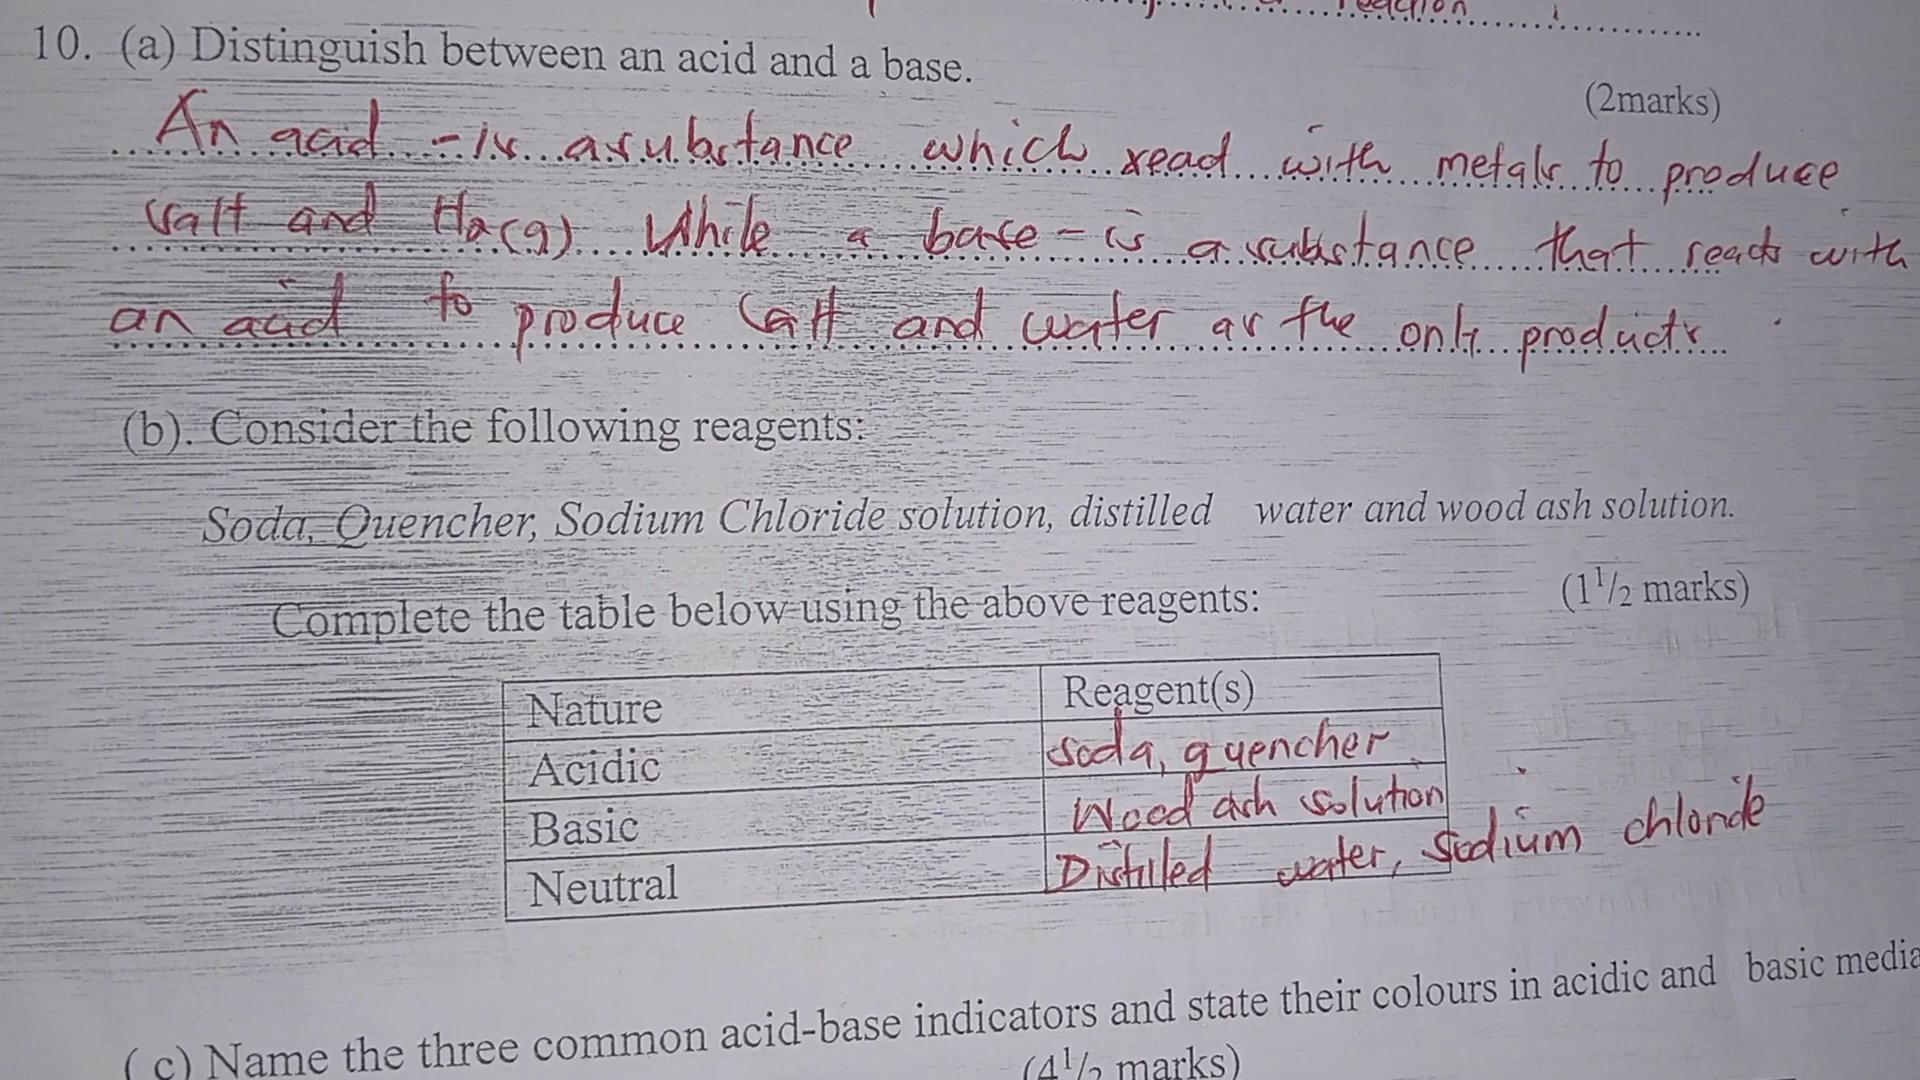 reaction
10. (a) Distinguish between an acid and a base.
(2marks)
An acid - is a substance which read with metals to produce
salt and H2(g). While a base - is a substance that reacts with
an acid to produce salt and water as the only products.
(b). Consider the following reagents:
Soda, Quencher, Sodium Chloride solution, distilled water and wood ash solution.
Complete the table below using the above reagents: (1 1/2 marks)
Nature Reagent(s)
Acidic Soda, quencher
Basic Wood ash solution
Neutral Distilled water, sodium chloride
( c) Name the three common acid-base indicators and state their colours in acidic and basic media
(4 1/2 marks)